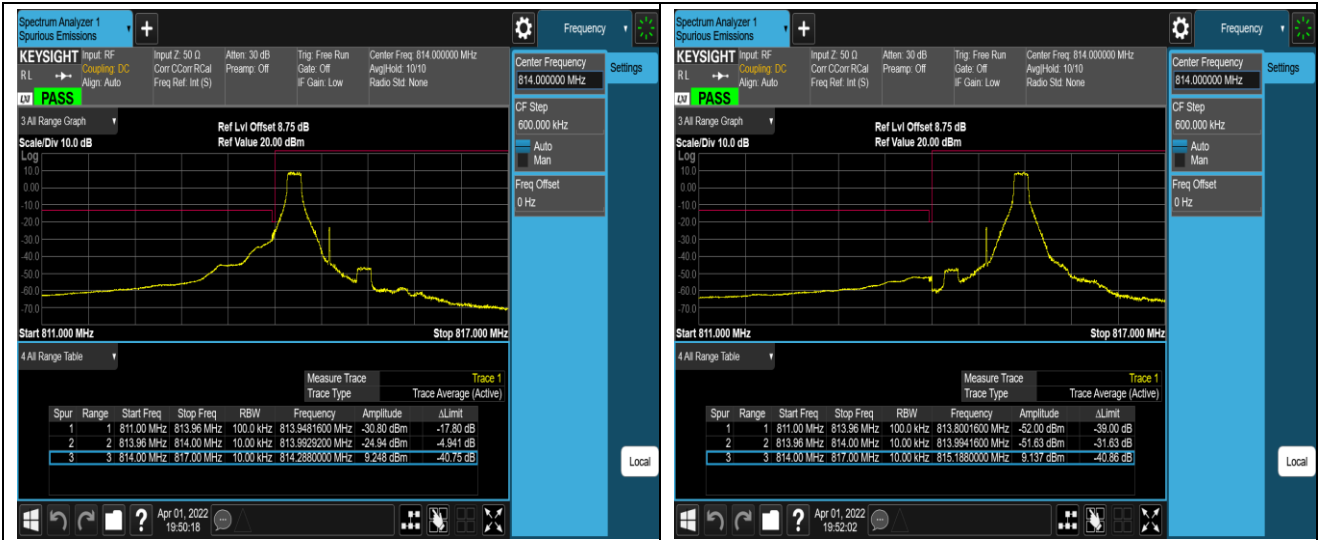 Spectrum Analyzer 1
Spurious Emissions
+
Frequency
KEYSIGHT Input: RF Input Z: 50 Ω Atten: 30 dB Trig: Free Run Center Freq: 814.000000 MHz
RL Coupling: DC Corr CCorr RCal Preamp: Off Gate: Off Avg|Hold: 10/10
Align: Auto Freq Ref: Int (S) IF Gain: Low Radio Std: None
LXI PASS
Center Frequency
814.000000 MHz
Settings
CF Step
600.000 kHz
Auto
Man
Freq Offset
0 Hz
3 All Range Graph
Ref Lvl Offset 8.75 dB
Scale/Div 10.0 dB Ref Value 20.00 dBm
Log
10.0
0.00
-10.0
-20.0
-30.0
-40.0
-50.0
-60.0
-70.0
Start 811.000 MHz Stop 817.000 MHz
4 All Range Table
Measure Trace Trace 1
Trace Type Trace Average (Active)
Spur Range Start Freq Stop Freq RBW Frequency Amplitude ΔLimit
1 1 811.00 MHz 813.96 MHz 100.0 kHz 813.9481600 MHz -30.80 dBm -17.80 dB
2 2 813.96 MHz 814.00 MHz 10.00 kHz 813.9929200 MHz -24.94 dBm -4.941 dB
3 3 814.00 MHz 817.00 MHz 10.00 kHz 814.2880000 MHz 9.248 dBm -40.75 dB
Local
? Apr 01, 2022
19:50:18
Spectrum Analyzer 1
Spurious Emissions
+
Frequency
KEYSIGHT Input: RF Input Z: 50 Ω Atten: 30 dB Trig: Free Run Center Freq: 814.000000 MHz
RL Coupling: DC Corr CCorr RCal Preamp: Off Gate: Off Avg|Hold: 10/10
Align: Auto Freq Ref: Int (S) IF Gain: Low Radio Std: None
LXI PASS
Center Frequency
814.000000 MHz
Settings
CF Step
600.000 kHz
Auto
Man
Freq Offset
0 Hz
3 All Range Graph
Ref Lvl Offset 8.75 dB
Scale/Div 10.0 dB Ref Value 20.00 dBm
Log
10.0
0.00
-10.0
-20.0
-30.0
-40.0
-50.0
-60.0
-70.0
Start 811.000 MHz Stop 817.000 MHz
4 All Range Table
Measure Trace Trace 1
Trace Type Trace Average (Active)
Spur Range Start Freq Stop Freq RBW Frequency Amplitude ΔLimit
1 1 811.00 MHz 813.96 MHz 100.0 kHz 813.8001600 MHz -52.00 dBm -39.00 dB
2 2 813.96 MHz 814.00 MHz 10.00 kHz 813.9941600 MHz -51.63 dBm -31.63 dB
3 3 814.00 MHz 817.00 MHz 10.00 kHz 815.1880000 MHz 9.137 dBm -40.86 dB
Local
? Apr 01, 2022
19:52:02